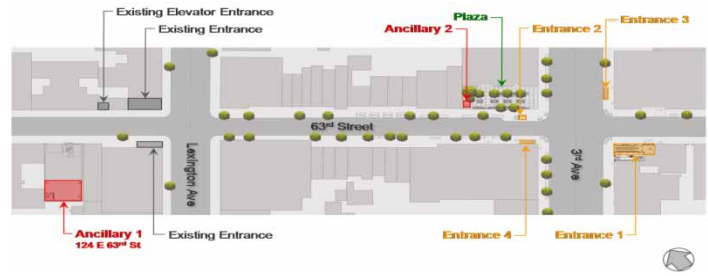 Existing Elevator Entrance
Existing Entrance
Plaza
Ancillary 2
Entrance 2
Entrance 3
63rd Street
Lexington Ave
3rd Ave
Ancillary 1
124 E 63rd St
Existing Entrance
Entrance 4
Entrance 1